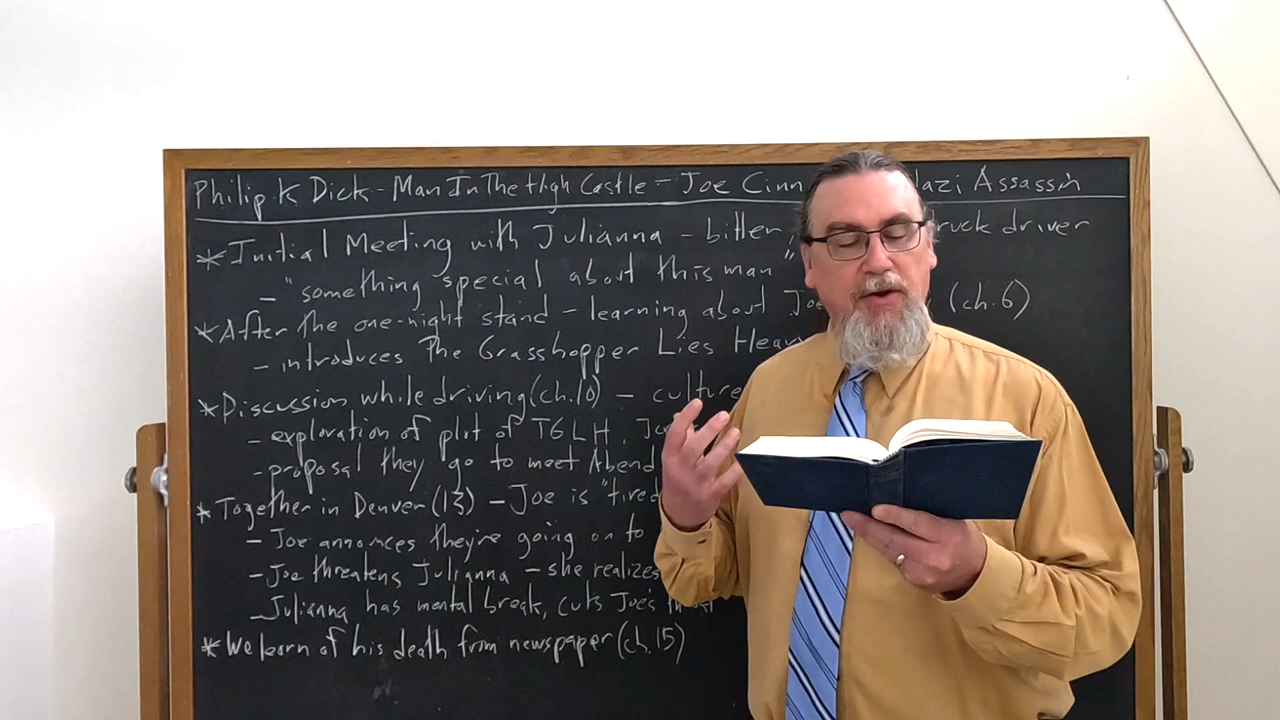 Philip K Dick - Man In The High Castle - Joe Cinn Nazi Assassin
* Initial Meeting with Julianna - bitter, truck driver
- "something special about this man"
* After the one-night stand - learning about Joe (ch. 6)
- introduces The Grasshopper Lies Heavy
* Discussion while driving (ch. 10) - culture
- exploration of plot of TGLH,
- proposal they go to meet Abend
* Together in Denver (13) - Joe is "tired
- Joe announces they're going on to
- Joe threatens Julianna - she realizes
- Julianna has mental break, cuts Joe's throat
* We learn of his death from newspaper (ch. 15)